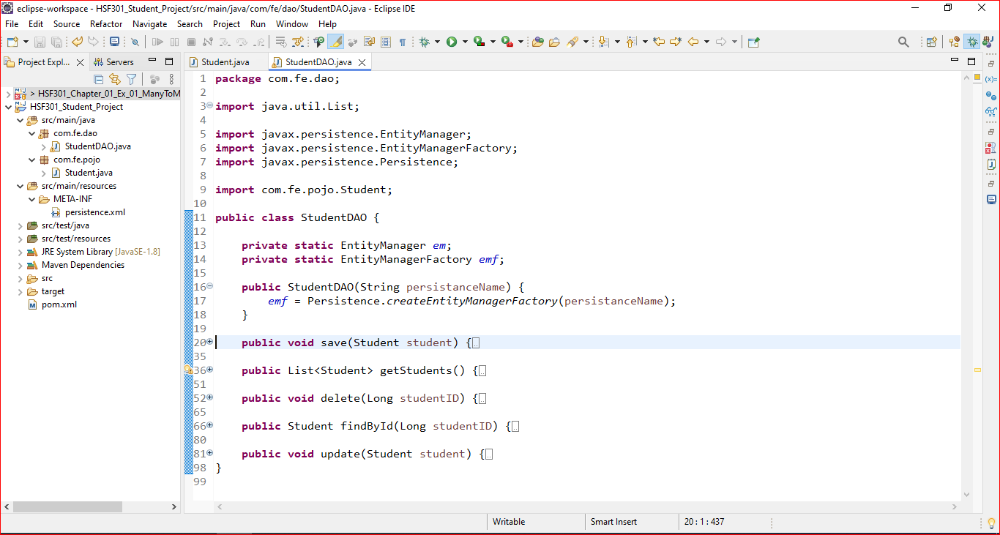 eclipse-workspace - HSF301_Student_Project/src/main/java/com/fe/dao/StudentDAO.java - Eclipse IDE
File Edit Source Refactor Navigate Search Project Run Window Help
Project Expl... Servers
Student.java StudentDAO.java
> HSF301_Chapter_01_Ex_01_ManyToM
HSF301_Student_Project
src/main/java
com.fe.dao
StudentDAO.java
com.fe.pojo
Student.java
src/main/resources
META-INF
persistence.xml
src/test/java
src/test/resources
JRE System Library [JavaSE-1.8]
Maven Dependencies
src
target
pom.xml
1 package com.fe.dao;
2
3 import java.util.List;
4
5 import javax.persistence.EntityManager;
6 import javax.persistence.EntityManagerFactory;
7 import javax.persistence.Persistence;
8
9 import com.fe.pojo.Student;
10
11 public class StudentDAO {
12
13 private static EntityManager em;
14 private static EntityManagerFactory emf;
15
16 public StudentDAO(String persistanceName) {
17 emf = Persistence.createEntityManagerFactory(persistanceName);
18 }
19
20 public void save(Student student) {..
35
36 public List<Student> getStudents() {..
51
52 public void delete(Long studentID) {..
65
66 public Student findById(Long studentID) {..
80
81 public void update(Student student) {..
98 }
99
Writable Smart Insert 20 : 1 : 437